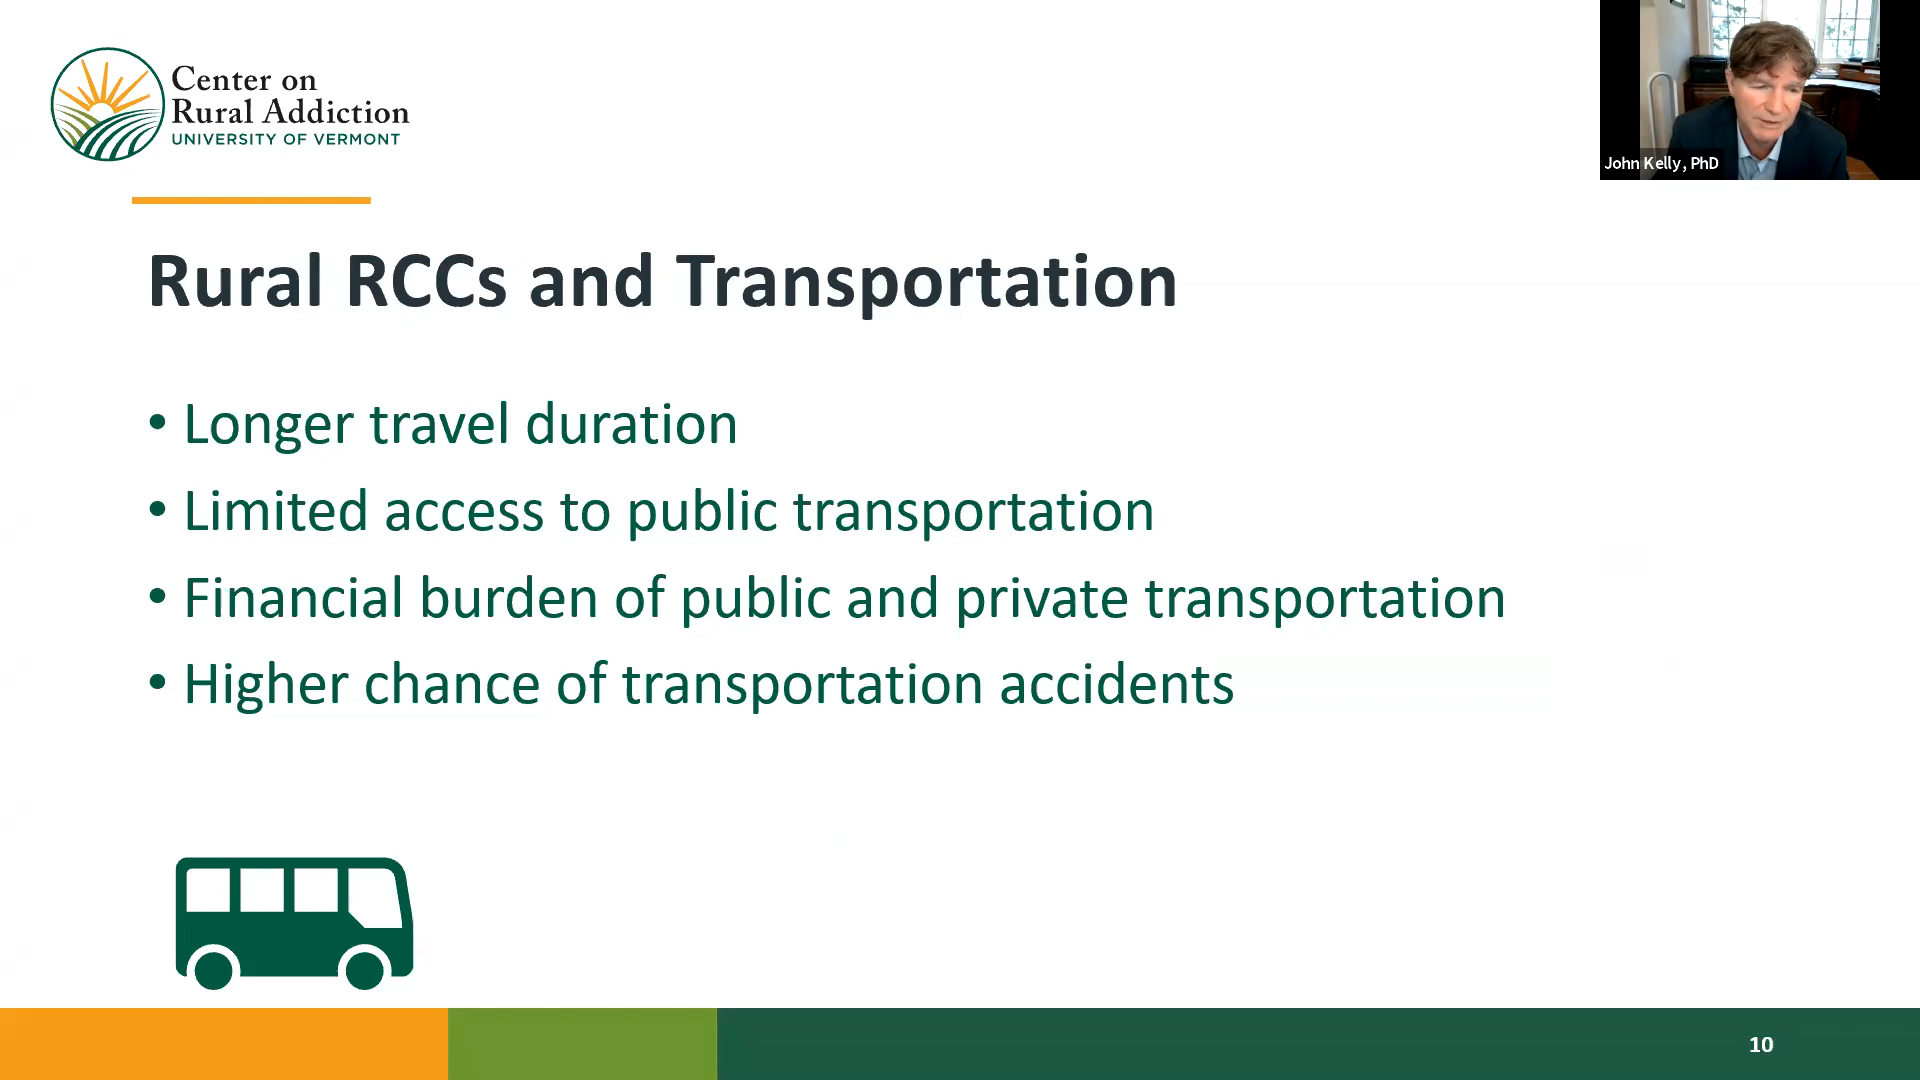 Center on
Rural Addiction
UNIVERSITY OF VERMONT
John Kelly, PhD
Rural RCCs and Transportation
• Longer travel duration
• Limited access to public transportation
• Financial burden of public and private transportation
• Higher chance of transportation accidents
10